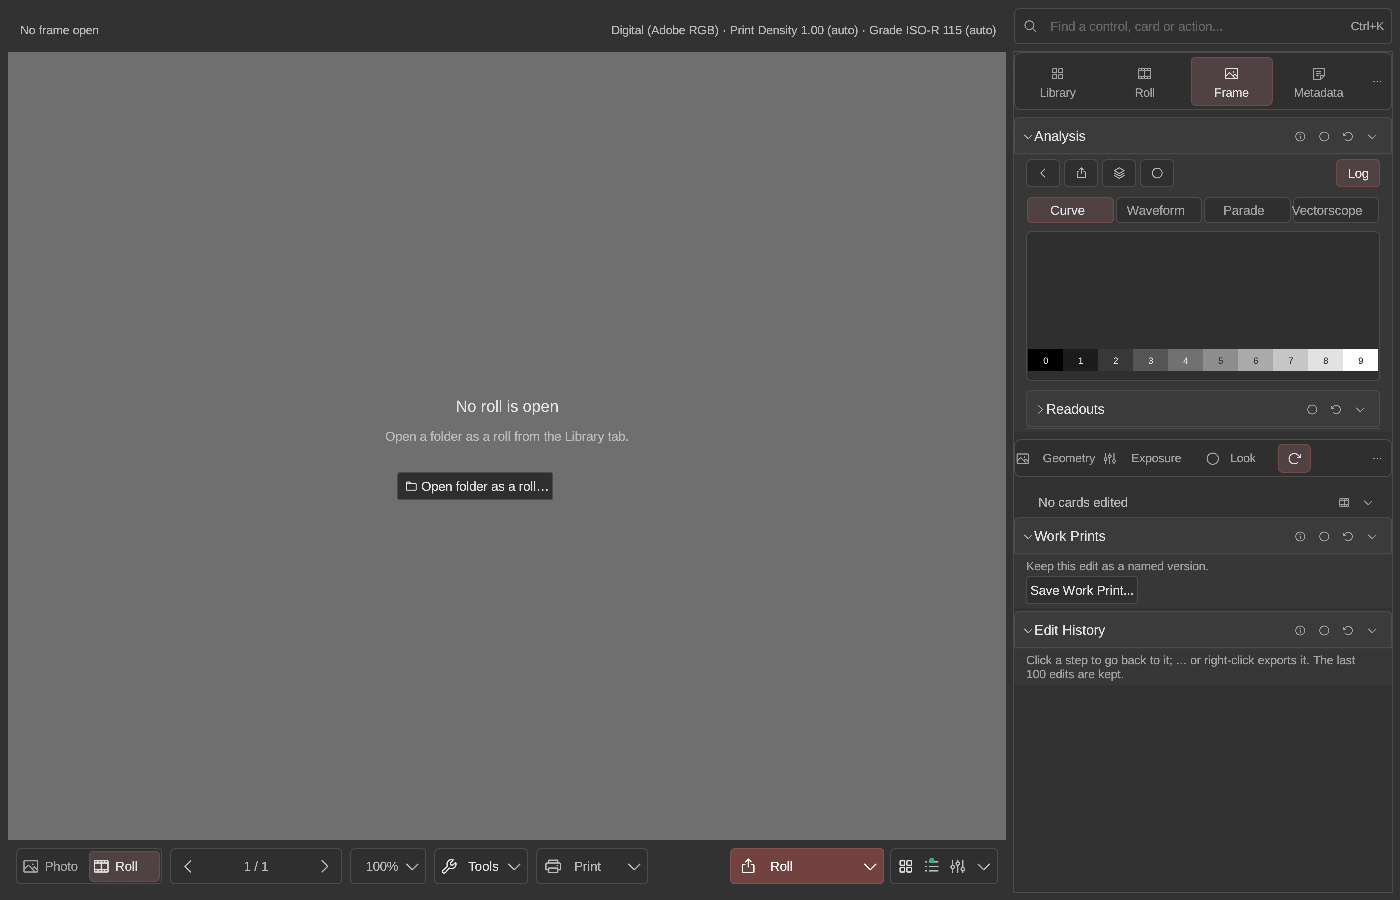 No frame open
Digital (Adobe RGB) · Print Density 1.00 (auto) · Grade ISO-R 115 (auto)
Find a control, card or action...
Ctrl+K
Library
Roll
Frame
Metadata
...
Analysis
Log
Curve
Waveform
Parade
Vectorscope
0 1 2 3 4 5 6 7 8 9
Readouts
Geometry
Exposure
Look
...
No cards edited
Work Prints
Keep this edit as a named version.
Save Work Print...
Edit History
Click a step to go back to it; ... or right-click exports it. The last
100 edits are kept.
No roll is open
Open a folder as a roll from the Library tab.
Open folder as a roll...
Photo
Roll
1 / 1
100%
Tools
Print
Roll